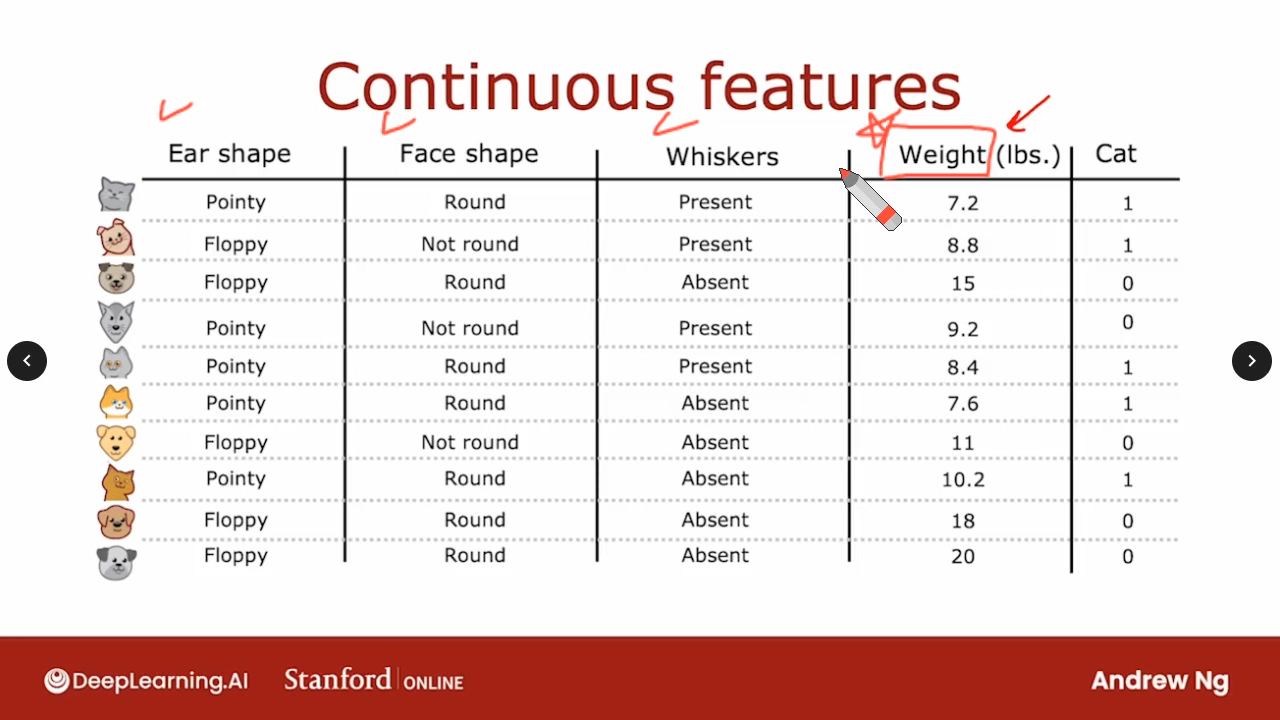 Continuous features
Ear shape Face shape Whiskers Weight (lbs.) Cat
Pointy Round Present 7.2 1
Floppy Not round Present 8.8 1
Floppy Round Absent 15 0
Pointy Not round Present 9.2 0
Pointy Round Present 8.4 1
Pointy Round Absent 7.6 1
Floppy Not round Absent 11 0
Pointy Round Absent 10.2 1
Floppy Round Absent 18 0
Floppy Round Absent 20 0
DeepLearning.AI Stanford ONLINE Andrew Ng